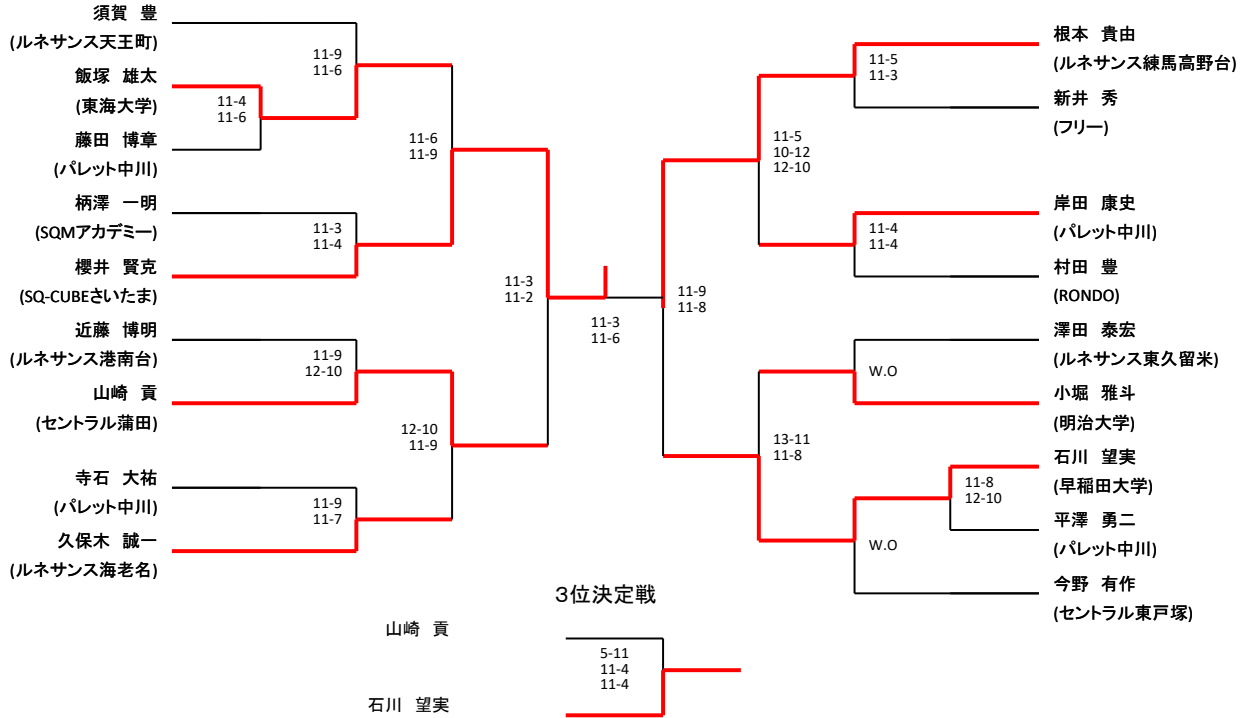 須賀 豊
(ルネサンス天王町)
飯塚 雄太
(東海大学)
藤田 博章
(パレット中川)
柄澤 一明
(SQMアカデミー)
櫻井 賢克
(SQ-CUBEさいたま)
近藤 博明
(ルネサンス港南台)
山崎 貢
(セントラル蒲田)
寺石 大祐
(パレット中川)
久保木 誠一
(ルネサンス海老名)
11-4
11-6
11-9
11-6
11-3
11-4
11-9
12-10
11-9
11-7
11-6
11-9
12-10
11-9
11-3
11-2
11-3
11-6
11-9
11-8
11-5
10-12
12-10
13-11
11-8
11-5
11-3
11-4
11-4
W.O
W.O
11-8
12-10
根本 貴由
(ルネサンス練馬高野台)
新井 秀
(フリー)
岸田 康史
(パレット中川)
村田 豊
(RONDO)
澤田 泰宏
(ルネサンス東久留米)
小堀 雅斗
(明治大学)
石川 望実
(早稲田大学)
平澤 勇二
(パレット中川)
今野 有作
(セントラル東戸塚)
3位決定戦
山崎 貢
石川 望実
5-11
11-4
11-4